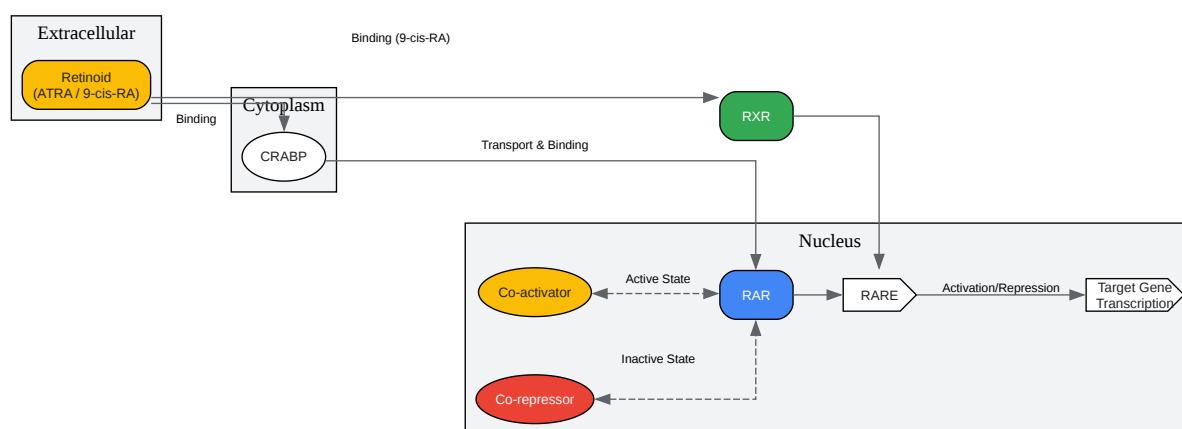 Extracellular
Retinoid
(ATRA / 9-cis-RA)
Binding (9-cis-RA)
Binding
Cytoplasm
CRABP
RXR
Transport & Binding
Nucleus
Co-activator
Active State
RAR
RARE
Activation/Repression
Target Gene
Transcription
Inactive State
Co-repressor